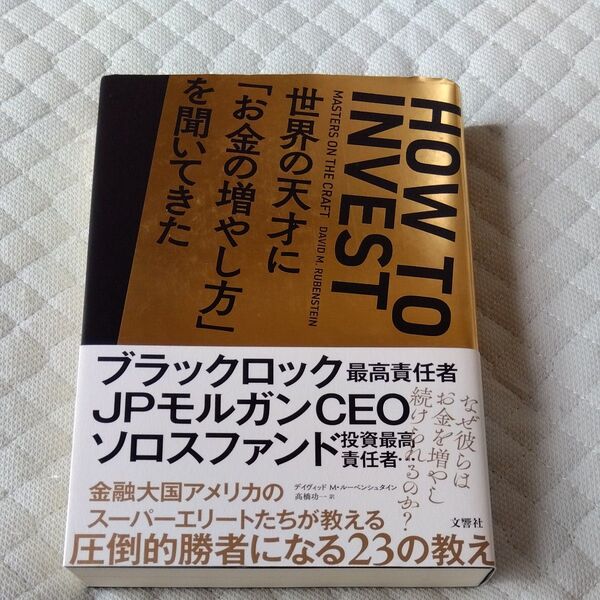 HOW TO
INVEST
MASTERS ON THE CRAFT DAVID M. RUBENSTEIN
世界の天才に
「お金の増やし方」
を聞いてきた
ブラックロック 最高責任者
JPモルガンCEO
ソロスファンド 投資最高
責任者…
なぜ彼らは
お金を増やし
続けられるのか?
デイヴィッド M・ルーベンシュタイン
高橋功一 訳
金融大国アメリカの
スーパーエリートたちが教える
圧倒的勝者になる23の教え
文響社